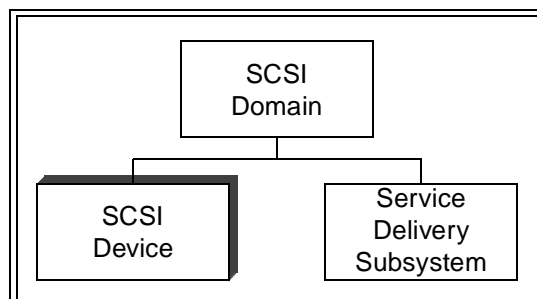 SCSI
Domain
SCSI
Device
Service
Delivery
Subsystem